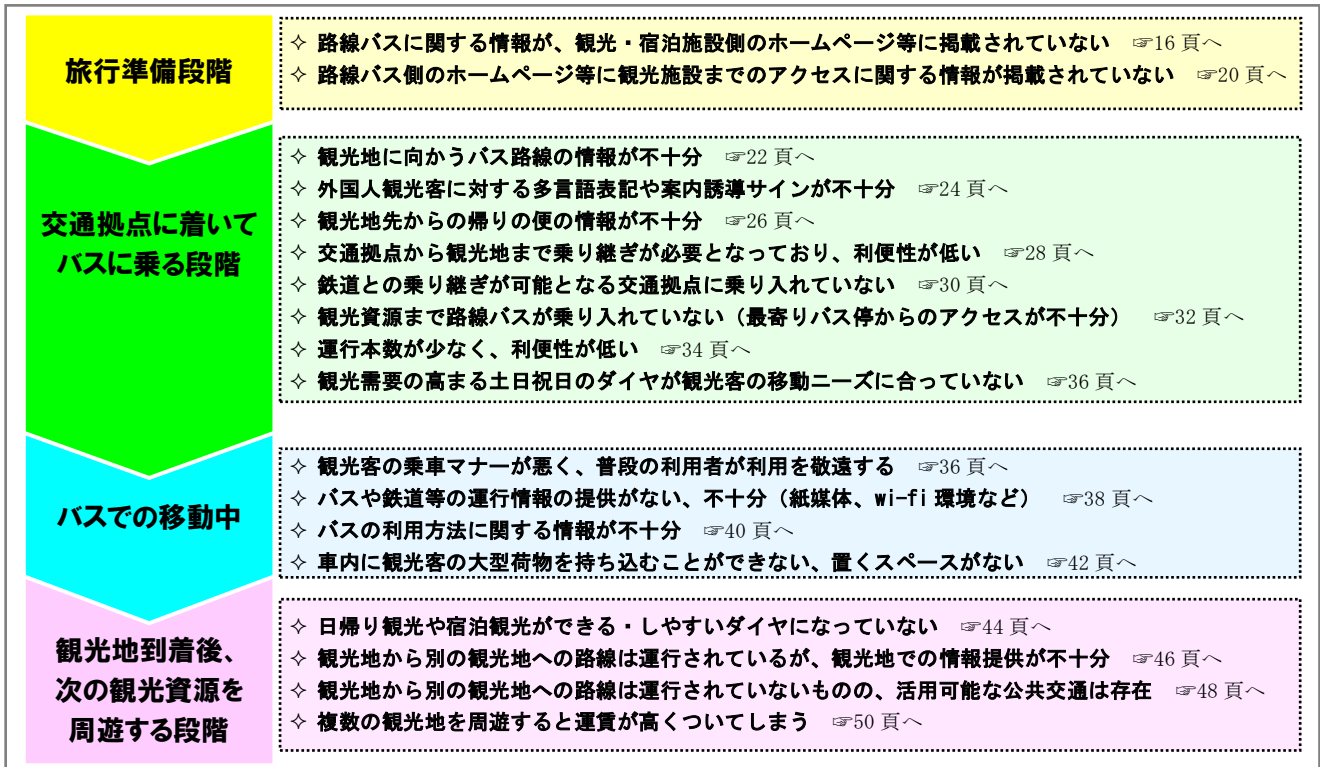 旅行準備段階
✧ 路線バスに関する情報が、観光・宿泊施設側のホームページ等に掲載されていない ☞16 頁へ
✧ 路線バス側のホームページ等に観光施設までのアクセスに関する情報が掲載されていない ☞20 頁へ
交通拠点に着いて
バスに乗る段階
✧ 観光地に向かうバス路線の情報が不十分 ☞22 頁へ
✧ 外国人観光客に対する多言語表記や案内誘導サインが不十分 ☞24 頁へ
✧ 観光地先からの帰りの便の情報が不十分 ☞26 頁へ
✧ 交通拠点から観光地まで乗り継ぎが必要となっており、利便性が低い ☞28 頁へ
✧ 鉄道との乗り継ぎが可能となる交通拠点に乗り入れていない ☞30 頁へ
✧ 観光資源まで路線バスが乗り入れていない（最寄りバス停からのアクセスが不十分） ☞32 頁へ
✧ 運行本数が少なく、利便性が低い ☞34 頁へ
✧ 観光需要の高まる土日祝日のダイヤが観光客の移動ニーズに合っていない ☞36 頁へ
バスでの移動中
✧ 観光客の乗車マナーが悪く、普段の利用者が利用を敬遠する ☞36 頁へ
✧ バスや鉄道等の運行情報の提供がない、不十分（紙媒体、wi-fi 環境など） ☞38 頁へ
✧ バスの利用方法に関する情報が不十分 ☞40 頁へ
✧ 車内に観光客の大型荷物を持ち込むことができない、置くスペースがない ☞42 頁へ
観光地到着後、
次の観光資源を
周遊する段階
✧ 日帰り観光や宿泊観光ができる・しやすいダイヤになっていない ☞44 頁へ
✧ 観光地から別の観光地への路線は運行されているが、観光地での情報提供が不十分 ☞46 頁へ
✧ 観光地から別の観光地への路線は運行されていないものの、活用可能な公共交通は存在 ☞48 頁へ
✧ 複数の観光地を周遊すると運賃が高くついてしまう ☞50 頁へ